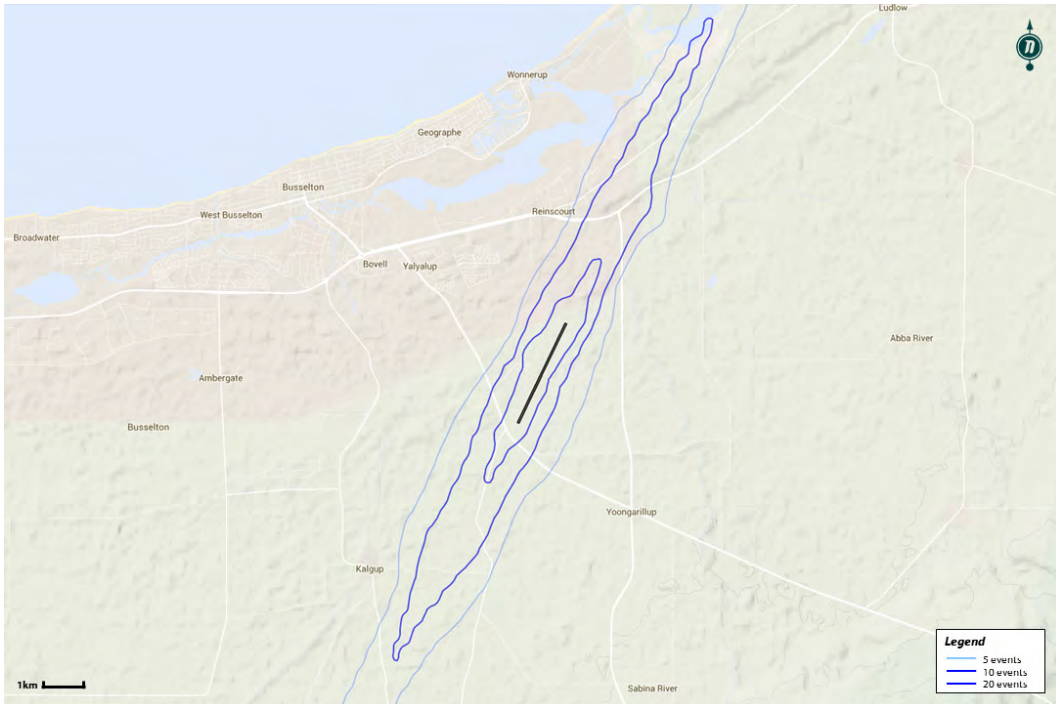 Ludlow
n
Wonnerup
Geographe
Busselton
West Busselton
Reinscourt
Broadwater
Bovell
Yalyalup
Abba River
Ambergate
Busselton
Yoongarillup
Kalgup
Legend
5 events
10 events
20 events
1km
Sabina River